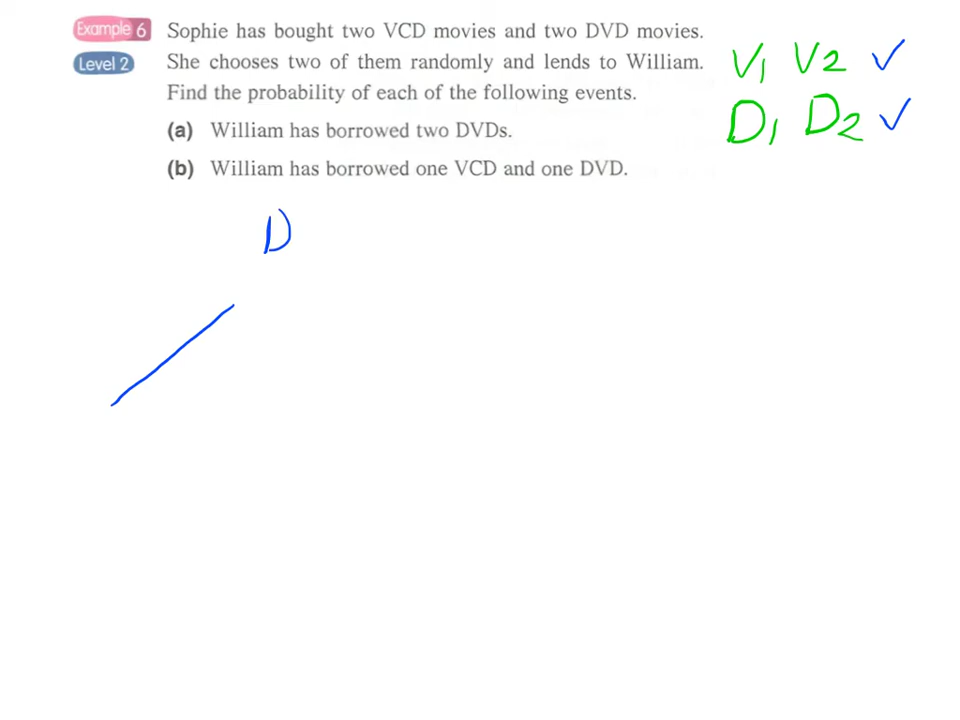 Example 6 Sophie has bought two VCD movies and two DVD movies.
Level 2 She chooses two of them randomly and lends to William.
Find the probability of each of the following events.
(a) William has borrowed two DVDs.
(b) William has borrowed one VCD and one DVD.
V1 V2 ✓
D1 D2 ✓
D